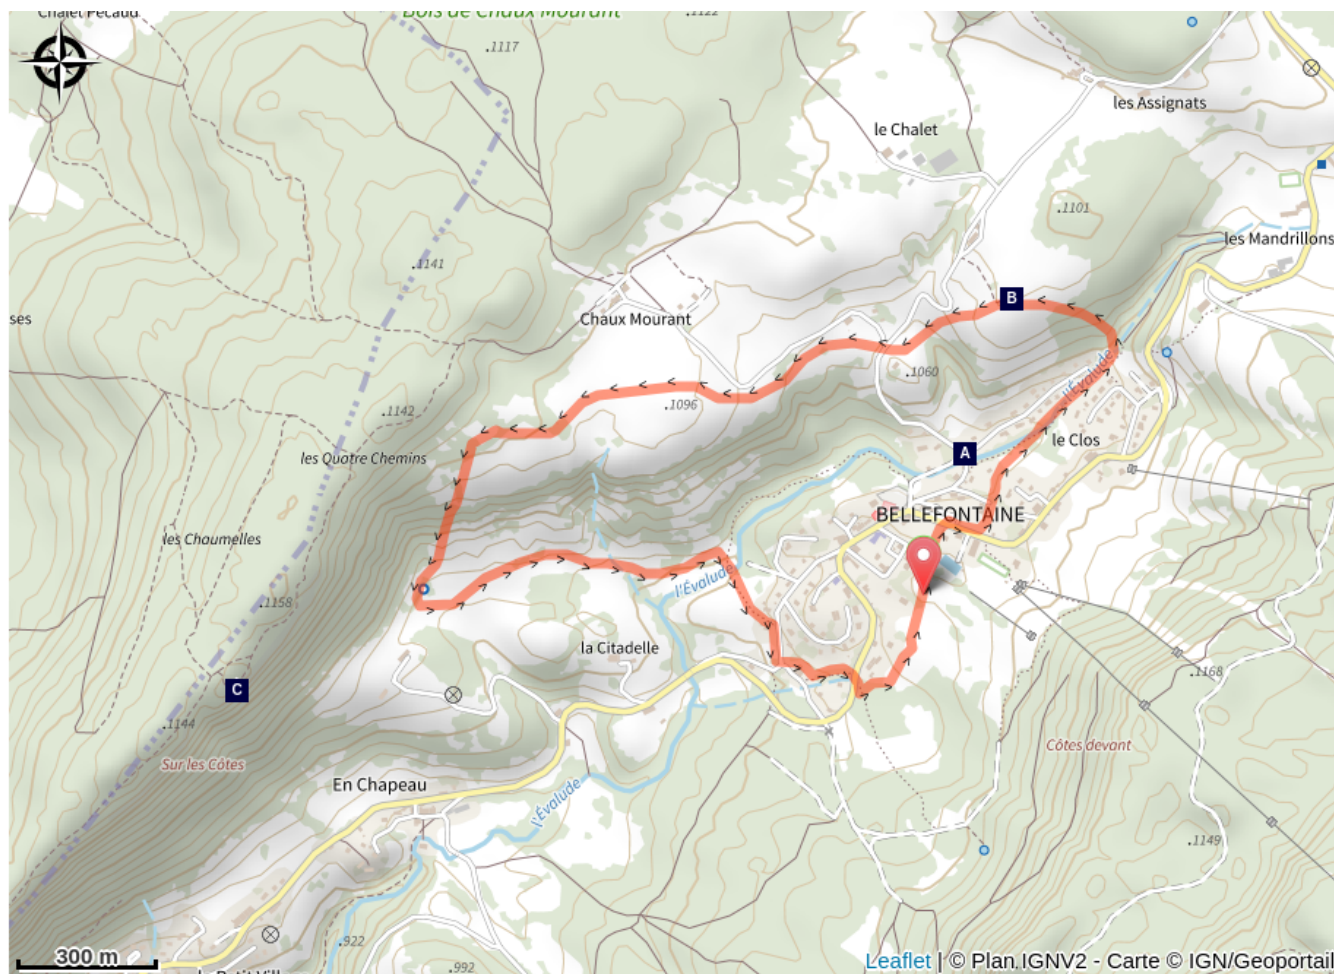 Chalet Pécaud
Bois de Chaux Mourant
.1122
.1117
les Assignats
le Chalet
.1101
les Mandrillons
.1141
ses
Chaux Mourant
B
l'Évalude
.1060
.1142
.1096
le Clos
les Quatre Chemins
A
BELLEFONTAINE
les Chaumelles
l'Évalude
.1158
la Citadelle
.1168
C
.1144
Côtes devant
Sur les Côtes
En Chapeau
l'Évalude
.1149
.922
300 m
.992
Leaflet | © Plan IGNV2 - Carte © IGN/Geoportail